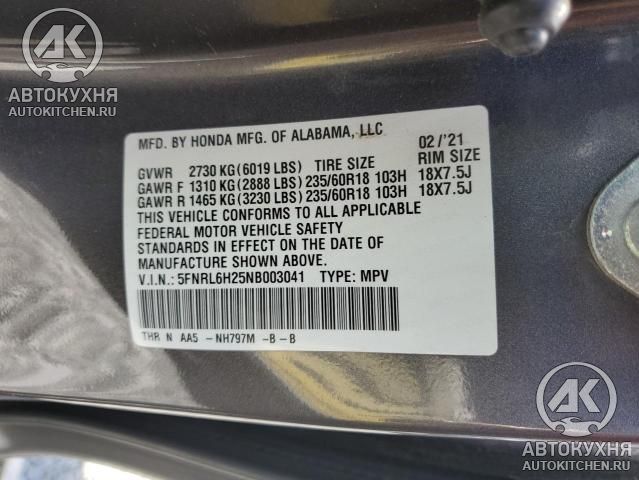 AK
АВТОКУХНЯ
AUTOKITCHEN.RU
MFD. BY HONDA MFG. OF ALABAMA, LLC
02/'21
GVWR 2730 KG(6019 LBS) TIRE SIZE RIM SIZE
GAWR F 1310 KG(2888 LBS) 235/60R18 103H 18X7.5J
GAWR R 1465 KG(3230 LBS) 235/60R18 103H 18X7.5J
THIS VEHICLE CONFORMS TO ALL APPLICABLE
FEDERAL MOTOR VEHICLE SAFETY
STANDARDS IN EFFECT ON THE DATE OF
MANUFACTURE SHOWN ABOVE.
V.I.N.: 5FNRL6H25NB003041 TYPE: MPV
THR N AA5 -NH797M -B -B
AK
АВТОКУХНЯ
AUTOKITCHEN.RU